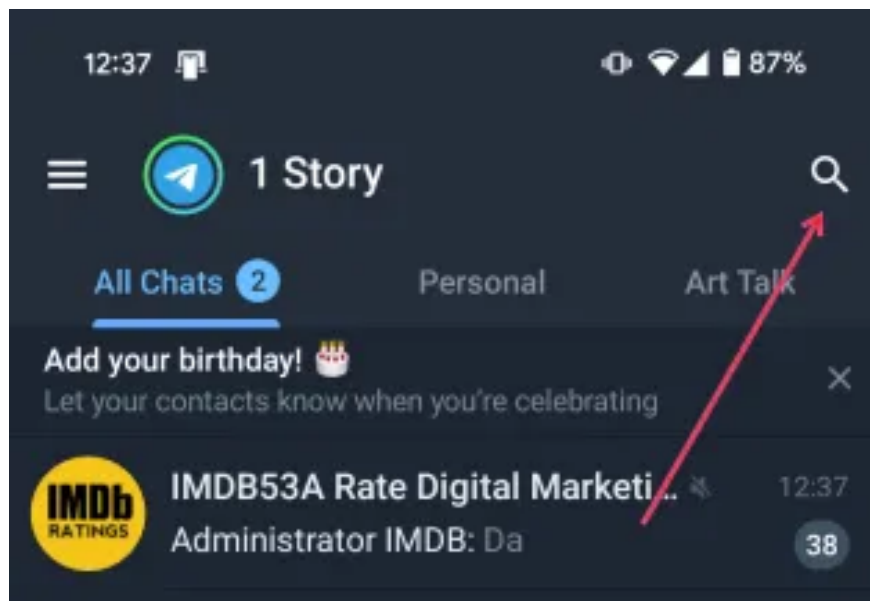 12:37
87%
1 Story
All Chats 2
Personal
Art Talk
Add your birthday! 🎂
Let your contacts know when you're celebrating
IMDb
RATINGS
IMDB53A Rate Digital Marketi...
12:37
Administrator IMDB: Da
38